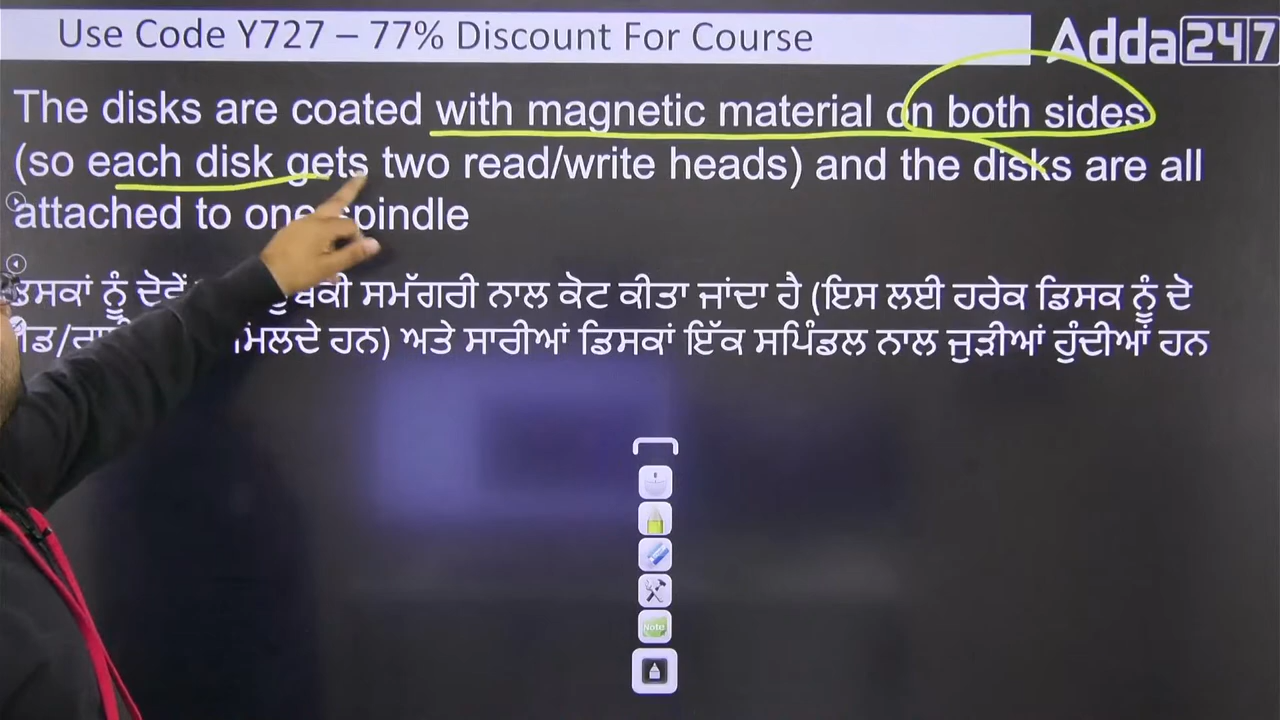 Use Code Y727 – 77% Discount For Course
Adda247
The disks are coated with magnetic material on both sides
(so each disk gets two read/write heads) and the disks are all
attached to one spindle
ਡਿਸਕਾਂ ਨੂੰ ਦੋਵੇਂ ਸਮੱਗਰੀ ਨਾਲ ਕੋਟ ਕੀਤਾ ਜਾਂਦਾ ਹੈ (ਇਸ ਲਈ ਹਰੇਕ ਡਿਸਕ ਨੂੰ ਦੋ
ਮਿਲਦੇ ਹਨ) ਅਤੇ ਸਾਰੀਆਂ ਡਿਸਕਾਂ ਇੱਕ ਸਪਿੰਡਲ ਨਾਲ ਜੁੜੀਆਂ ਹੁੰਦੀਆਂ ਹਨ
Note